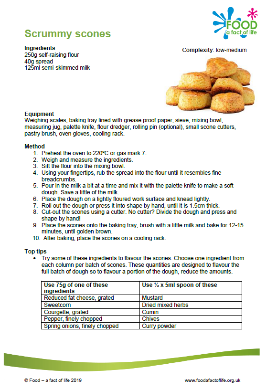 FOOD
a fact of life
Scrummy scones
Ingredients
250g self-raising flour
40g spread
125ml semi skimmed milk
Complexity: low-medium
Equipment
Weighing scales, baking tray lined with grease proof paper, sieve, mixing bowl,
measuring jug, palette knife, flour dredger, rolling pin (optional), small scone cutters,
pastry brush, oven gloves, cooling rack.
Method
1. Preheat the oven to 220°C or gas mark 7.
2. Weigh and measure the ingredients.
3. Sift the flour into the mixing bowl.
4. Using your fingertips, rub the spread into the flour until it resembles fine
breadcrumbs.
5. Pour in the milk a bit at a time and mix it with the palette knife to make a soft
dough. Save a little of the milk.
6. Place the dough on a lightly floured work surface and knead lightly.
7. Roll out the dough or press it into shape by hand, until it is 1.5cm thick.
8. Cut-out the scones using a cutter. No cutter? Divide the dough and press and
shape by hand!
9. Place the scones onto the baking tray, brush with a little milk and bake for 12-15
minutes, until golden brown.
10. After baking, place the scones on a cooling rack.
Top tips
• Try some of these ingredients to flavour the scones. Choose one ingredient from
each column per batch of scones. These quantities are designed to flavour the
full batch of dough so to flavour a portion of the dough, reduce the amounts.
Use 75g of one of these Use ½ x 5ml spoon of these
ingredients
Reduced fat cheese, grated Mustard
Sweetcorn Dried mixed herbs
Courgette, grated Cumin
Pepper, finely chopped Chives
Spring onions, finely chopped Curry powder
© Food – a fact of life 2019
www.foodafactoflife.org.uk